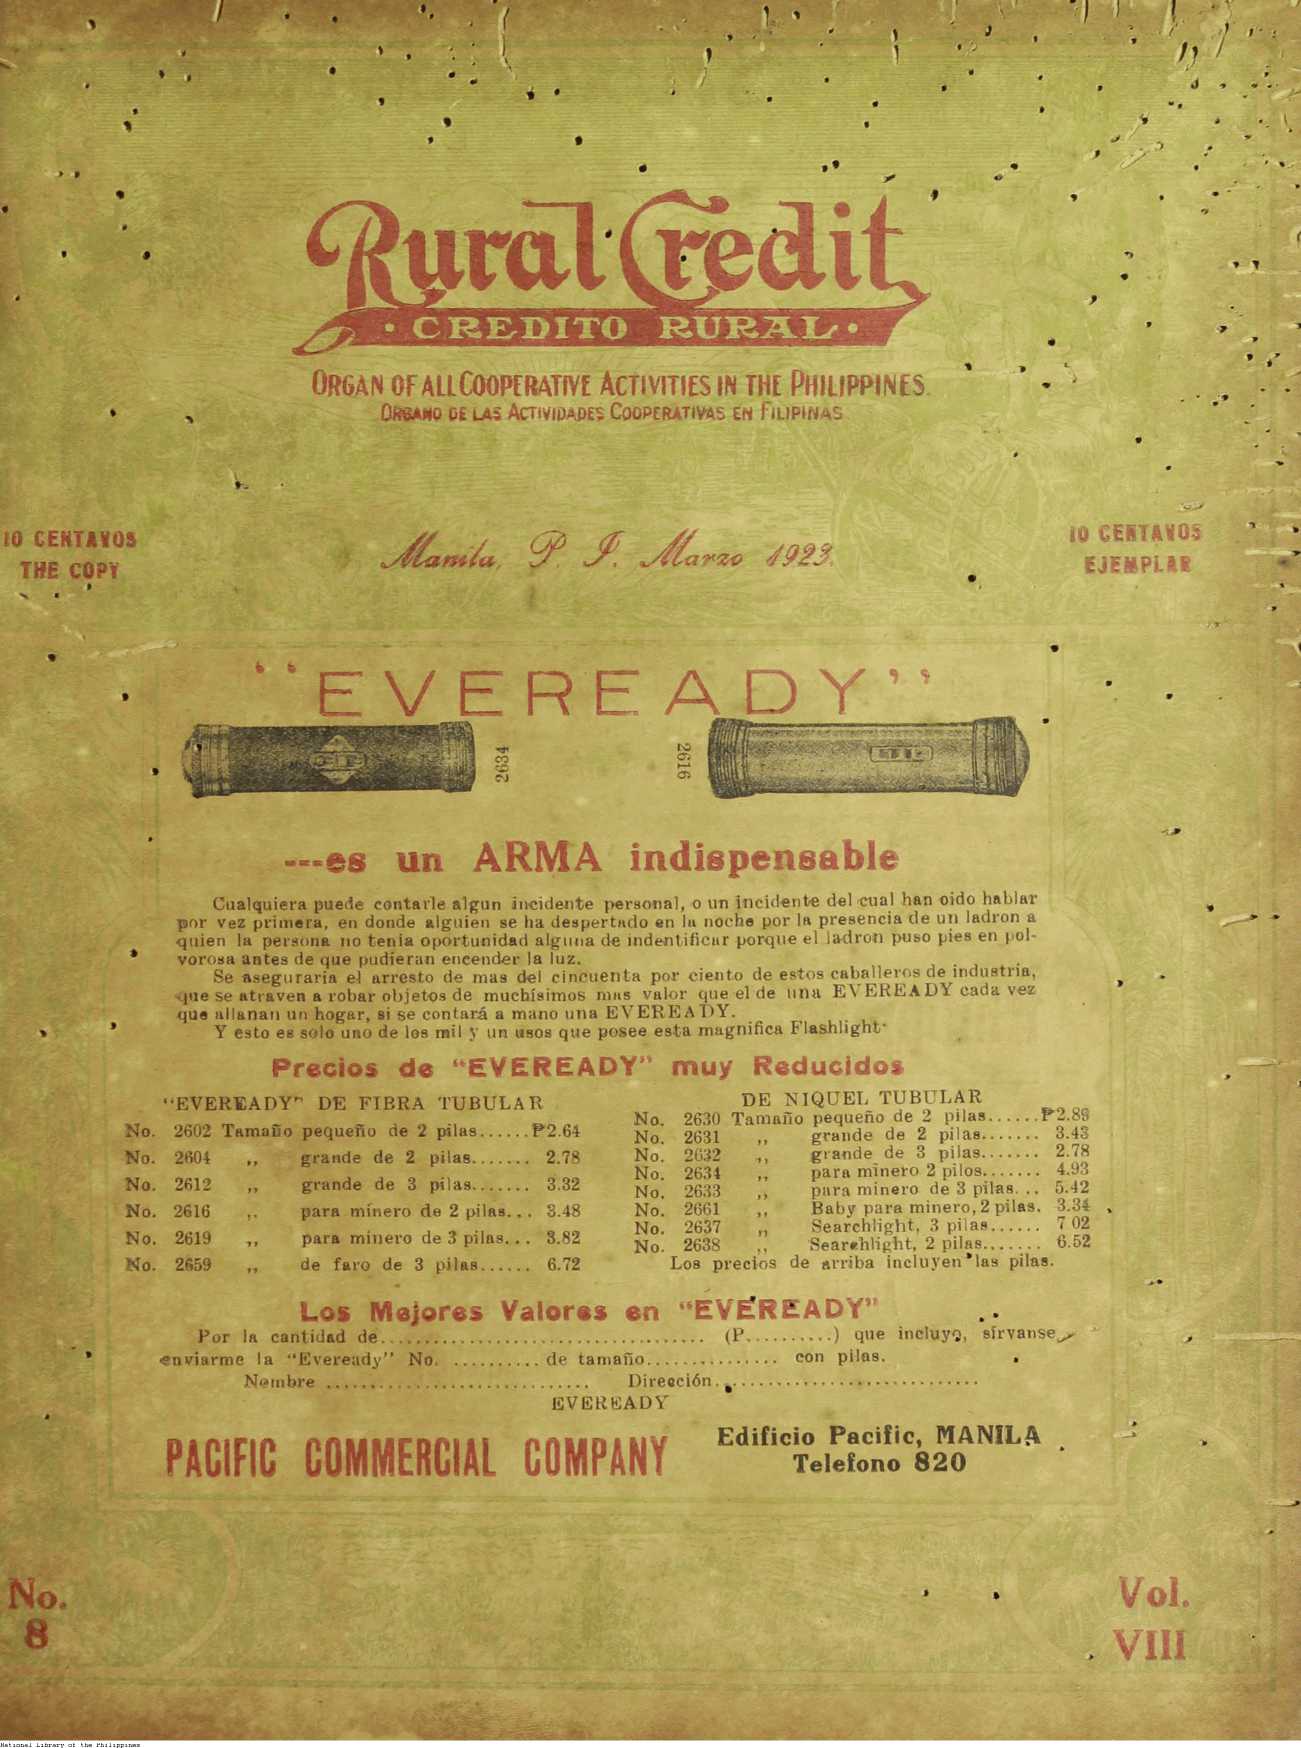 Rural Credit
· CREDITO RURAL ·
ORGAN OF ALL COOPERATIVE ACTIVITIES IN THE PHILIPPINES
ORGANO DE LAS ACTIVIDADES COOPERATIVAS EN FILIPINAS
10 CENTAVOS
THE COPY
Manila, P. I. Marzo 1923.
10 CENTAVOS
EJEMPLAR
"EVEREADY"
2634
2616
---es un ARMA indispensable
Cualquiera puede contarle algun incidente personal, o un incidente del cual han oido hablar
por vez primera, en donde alguien se ha despertado en la noche por la presencia de un ladron a
quien la persona no tenia oportunidad alguna de indentificar porque el ladron puso pies en pol-
vorosa antes de que pudieran encender la luz.
Se aseguraria el arresto de mas del cincuenta por ciento de estos caballeros de industria,
que se atraven a robar objetos de muchísimos mas valor que el de una EVEREADY cada vez
que allanan un hogar, si se contará a mano una EVEREADY.
Y esto es solo uno de los mil y un usos que posee esta magnifica Flashlight
Precios de "EVEREADY" muy Reducidos
"EVEREADY" DE FIBRA TUBULAR
No. 2602 Tamaño pequeño de 2 pilas......₱2.64
No. 2604 ,, grande de 2 pilas....... 2.78
No. 2612 ,, grande de 3 pilas....... 3.32
No. 2616 ,, para minero de 2 pilas... 3.48
No. 2619 ,, para minero de 3 pilas... 3.82
No. 2659 ,, de faro de 3 pilas...... 6.72
DE NIQUEL TUBULAR
No. 2630 Tamaño pequeño de 2 pilas......₱2.89
No. 2631 ,, grande de 2 pilas....... 3.43
No. 2632 ,, grande de 3 pilas....... 2.78
No. 2634 ,, para minero 2 pilos....... 4.93
No. 2633 ,, para minero de 3 pilas... 5.42
No. 2661 ,, Baby para minero, 2 pilas. 3.34
No. 2637 ,, Searchlight, 3 pilas...... 7 02
No. 2638 ,, Searchlight, 2 pilas....... 6.52
Los precios de arriba incluyen las pilas.
Los Mejores Valores en "EVEREADY"
Por la cantidad de..................................... (P..........) que incluyo, sírvanse
enviarme la "Eveready" No. .......... de tamaño............... con pilas.
Nombre .............................. Dirección..............................
EVEREADY
PACIFIC COMMERCIAL COMPANY
Edificio Pacific, MANILA
Telefono 820
No.
8
Vol.
VIII
National Library of the Philippines